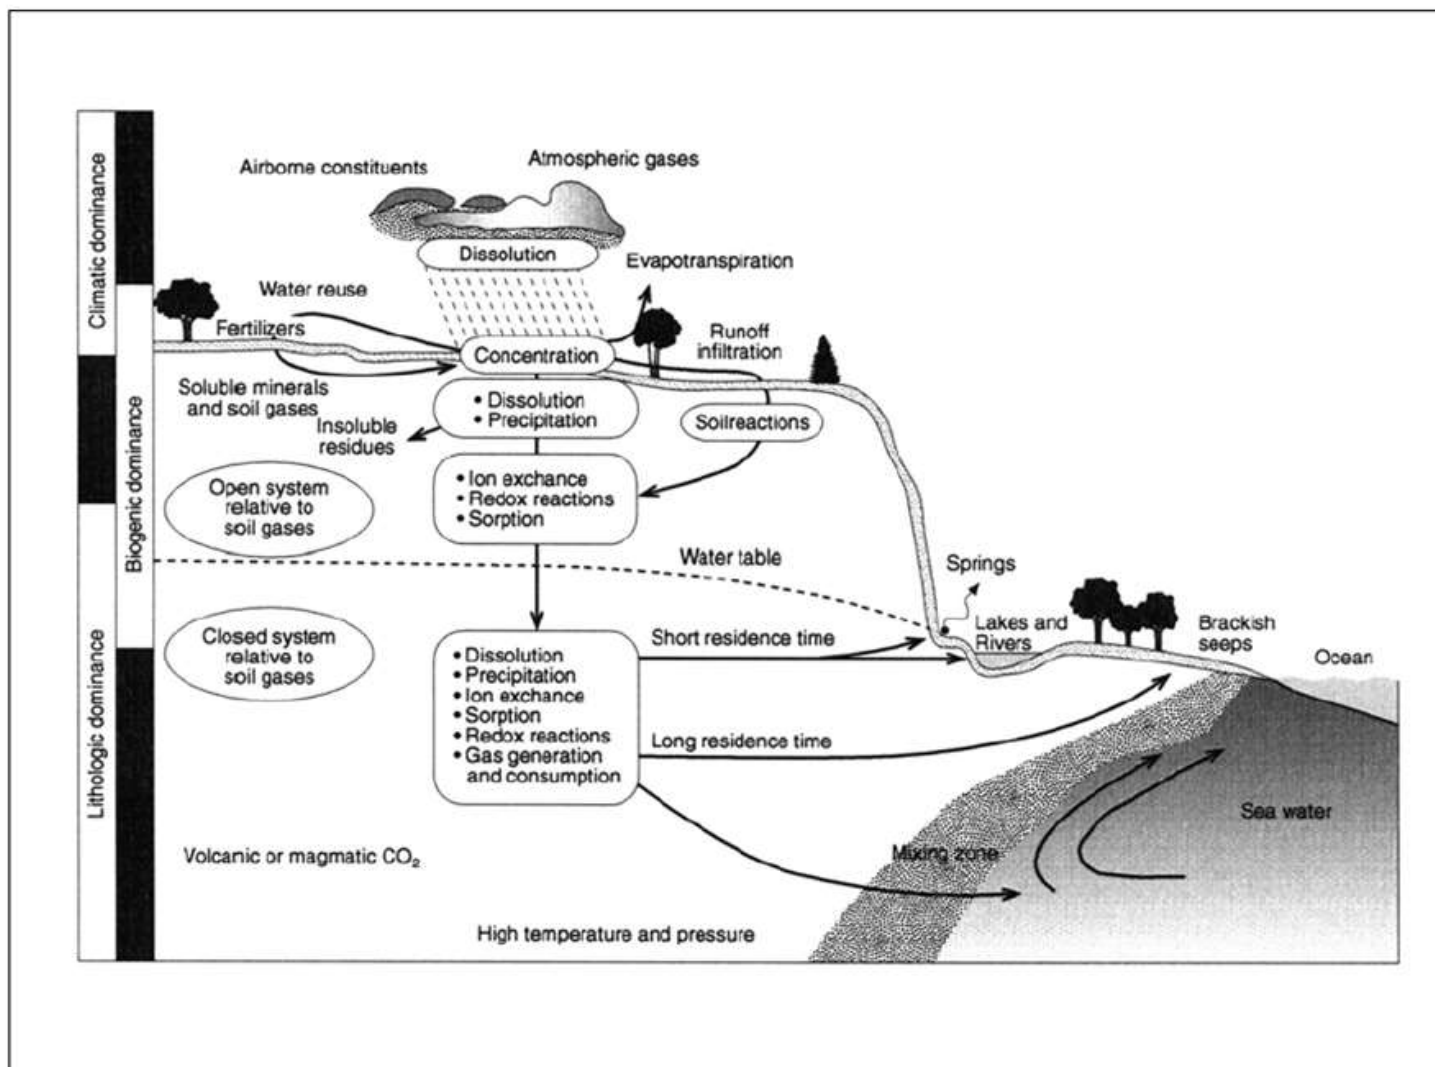 Airborne constituents
Atmospheric gases
Dissolution
Evapotranspiration
Water reuse
Fertilizers
Concentration
Runoff
infiltration
Soluble minerals
and soil gases
• Dissolution
• Precipitation
Insoluble
residues
Soilreactions
• Ion exchance
• Redox reactions
• Sorption
Open system
relative to
soil gases
Water table
Springs
Closed system
relative to
soil gases
Short residence time
Lakes and
Rivers
Brackish
seeps
Ocean
• Dissolution
• Precipitation
• Ion exchance
• Sorption
• Redox reactions
• Gas generation
and consumption
Long residence time
Sea water
Mixing zone
Volcanic or magmatic CO₂
High temperature and pressure
Climatic dominance
Biogenic dominance
Lithologic dominance